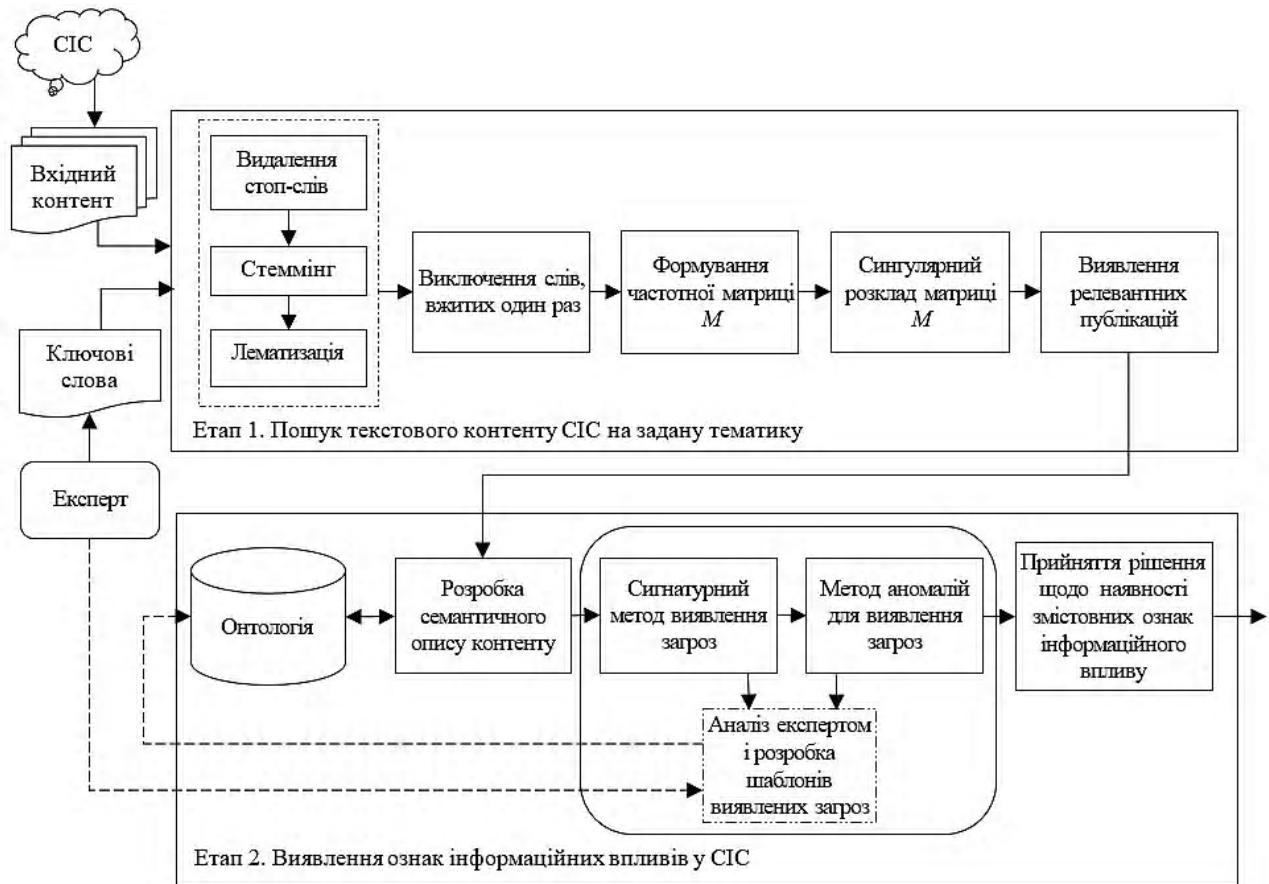 СІС
Вхідний
контент
Видалення
стоп-слів
Стеммінг
Лематизація
Виключення слів,
вжитих один раз
Формування
частотної матриці
M
Сингулярний
розклад матриці
M
Виявлення
релевантних
публікацій
Ключові
слова
Етап 1. Пошук текстового контенту СІС на задану тематику
Експерт
Онтологія
Розробка
семантичного
опису контенту
Сигнатурний
метод виявлення
загроз
Метод аномалій
для виявлення
загроз
Прийняття рішення
щодо наявності
змістовних ознак
інформаційного
впливу
Аналіз експертом
і розробка
шаблонів
виявлених загроз
Етап 2. Виявлення ознак інформаційних впливів у СІС